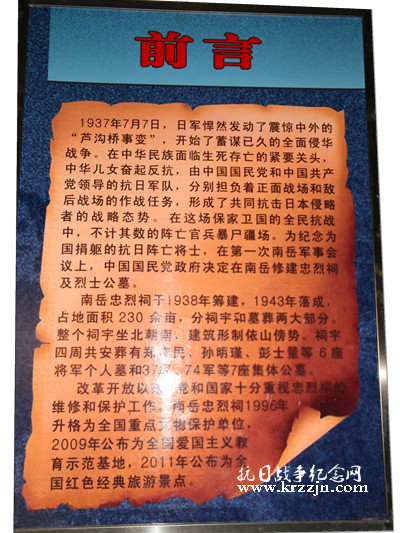 前言
1937年7月7日，日军悍然发动了震惊中外的
“芦沟桥事变”，开始了蓄谋已久的全面侵华
战争。在中华民族面临生死存亡的紧要关头，
中华儿女奋起反抗，由中国国民党和中国共产
党领导的抗日军队，分别担负着正面战场和敌
后战场的作战任务，形成了共同抗击日本侵略
者的战略态势。在这场保家卫国的全民抗战
中，不计其数的阵亡官兵暴尸疆场。为纪念为
国捐躯的抗日阵亡将士，在第一次南岳军事会
议上，中国国民党政府决定在南岳修建忠烈祠
及烈士公墓。
南岳忠烈祠于1938年筹建，1943年落成，
占地面积230余亩，分祠宇和墓葬两大部分。
整个祠宇坐北朝南，建筑形制依山傍势。祠宇
四周共安葬有郑作民、孙明瑾、彭士量等6座
将军个人墓和37军、74军等7座集体公墓。
改革开放以来，党和国家十分重视忠烈祠的
维修和保护工作，南岳忠烈祠1996年
升格为全国重点文物保护单位，
2009年公布为全国爱国主义教
育示范基地，2011年公布为全
国红色经典旅游景点。
抗日战争纪念网
www.krzzjn.com